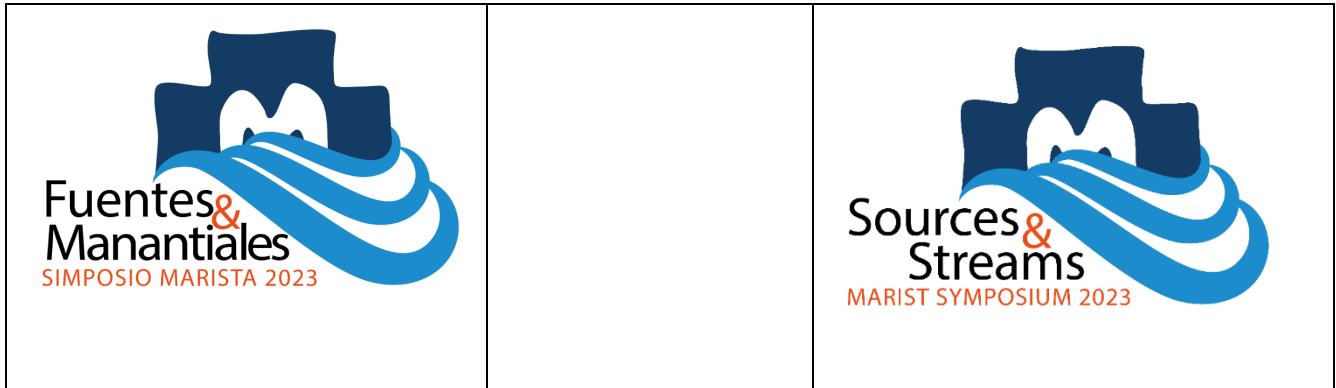 Fuentes&
Manantiales
SIMPOSIO MARISTA 2023
Sources&
Streams
MARIST SYMPOSIUM 2023